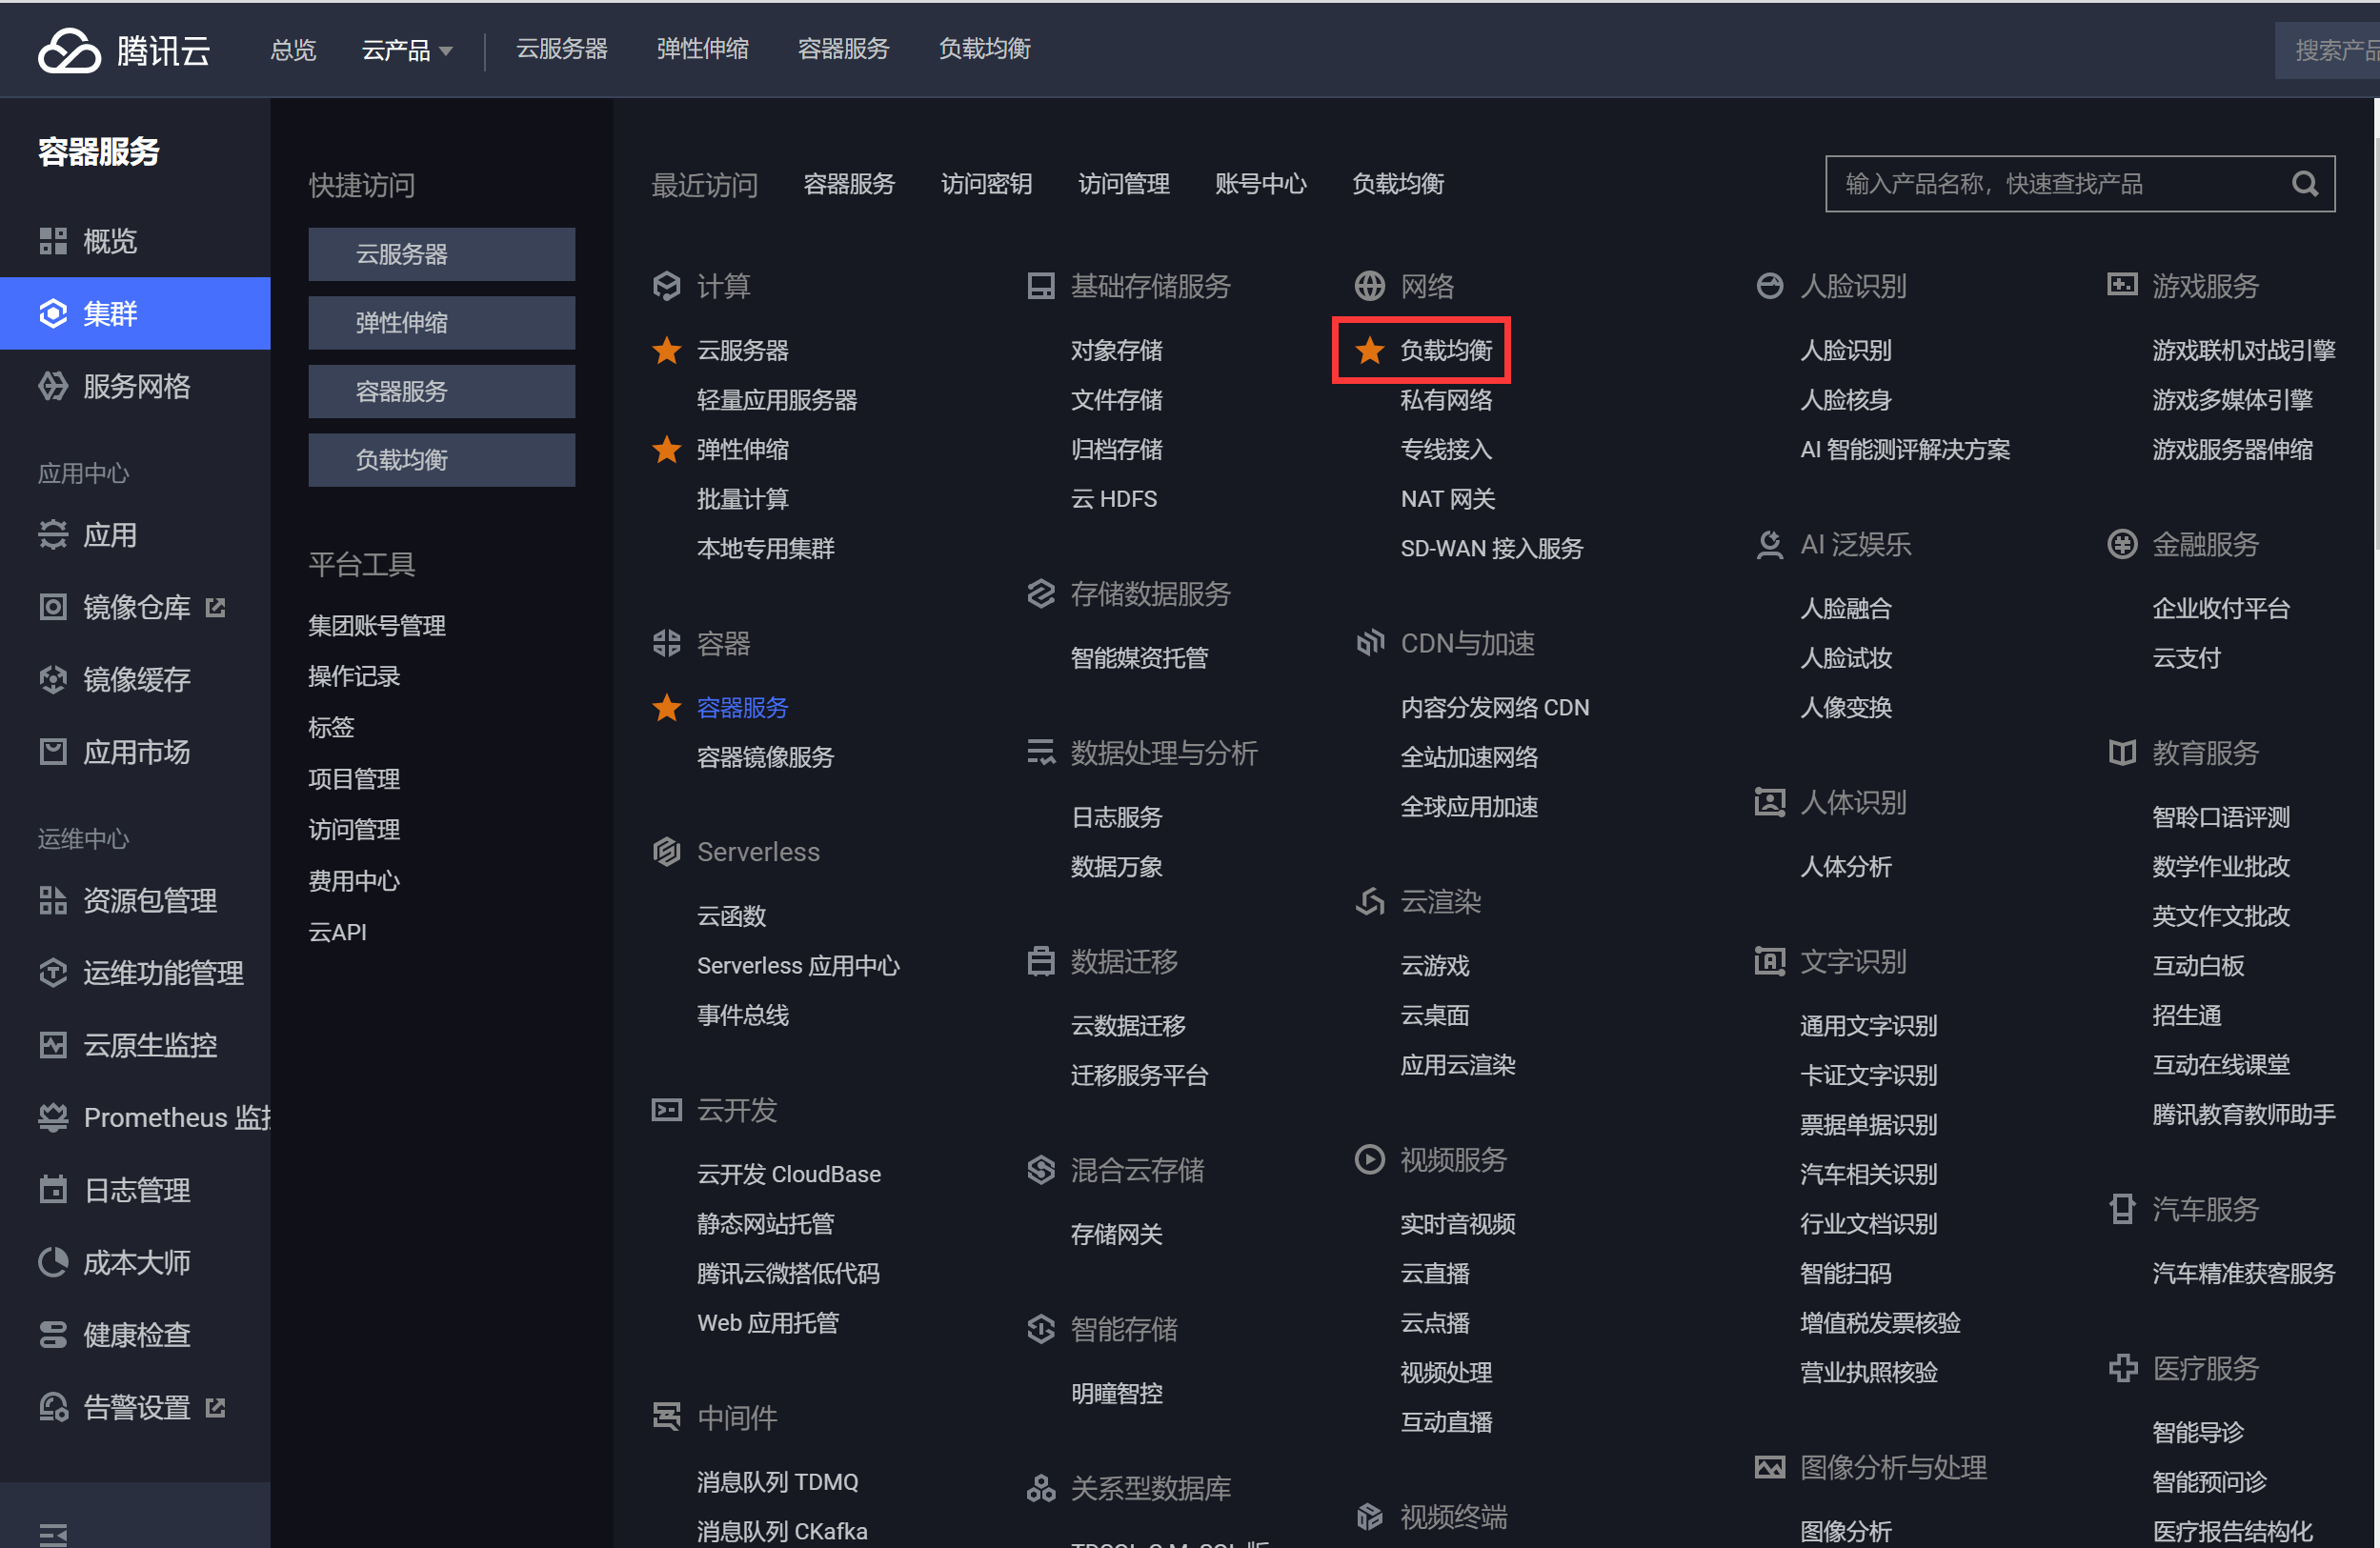 腾讯云
总览
云产品
云服务器
弹性伸缩
容器服务
负载均衡
搜索产品
容器服务
概览
集群
服务网格
应用中心
应用
镜像仓库
镜像缓存
应用市场
运维中心
资源包管理
运维功能管理
云原生监控
Prometheus 监控
日志管理
成本大师
健康检查
告警设置
快捷访问
云服务器
弹性伸缩
容器服务
负载均衡
平台工具
集团账号管理
操作记录
标签
项目管理
访问管理
费用中心
云API
最近访问
容器服务
访问密钥
访问管理
账号中心
负载均衡
输入产品名称，快速查找产品
计算
云服务器
轻量应用服务器
弹性伸缩
批量计算
本地专用集群
容器
容器服务
容器镜像服务
Serverless
云函数
Serverless 应用中心
事件总线
云开发
云开发 CloudBase
静态网站托管
腾讯云微搭低代码
Web 应用托管
中间件
消息队列 TDMQ
消息队列 CKafka
基础存储服务
对象存储
文件存储
归档存储
云 HDFS
存储数据服务
智能媒资托管
数据处理与分析
日志服务
数据万象
数据迁移
云数据迁移
迁移服务平台
混合云存储
存储网关
智能存储
明瞳智控
关系型数据库
网络
负载均衡
私有网络
专线接入
NAT 网关
SD-WAN 接入服务
CDN与加速
内容分发网络 CDN
全站加速网络
全球应用加速
云渲染
云游戏
云桌面
应用云渲染
视频服务
实时音视频
云直播
云点播
视频处理
互动直播
视频终端
人脸识别
人脸识别
人脸核身
AI 智能测评解决方案
AI 泛娱乐
人脸融合
人脸试妆
人像变换
人体识别
人体分析
文字识别
通用文字识别
卡证文字识别
票据单据识别
汽车相关识别
行业文档识别
智能扫码
增值税发票核验
营业执照核验
图像分析与处理
图像分析
游戏服务
游戏联机对战引擎
游戏多媒体引擎
游戏服务器伸缩
金融服务
企业收付平台
云支付
教育服务
智聆口语评测
数学作业批改
英文作文批改
互动白板
招生通
互动在线课堂
腾讯教育教师助手
汽车服务
汽车精准获客服务
医疗服务
智能导诊
智能预问诊
医疗报告结构化